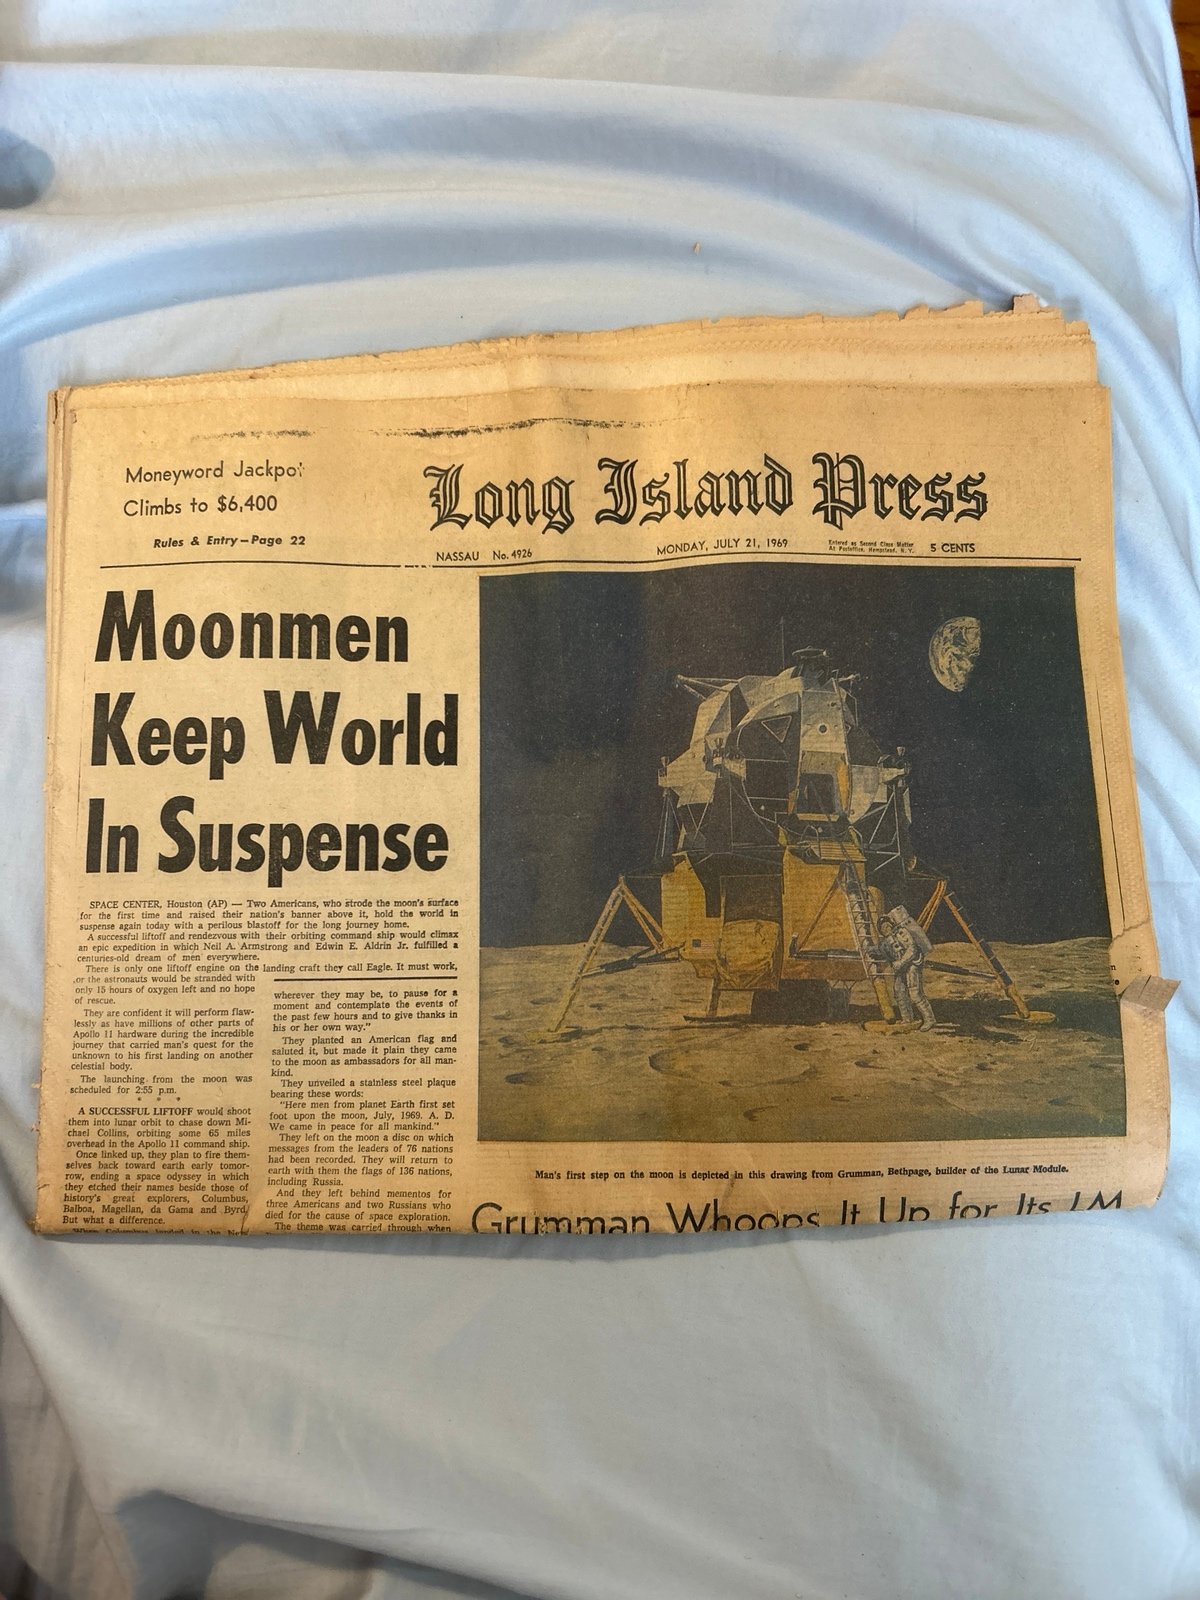 Moneyword Jackpot
Climbs to $6,400
Rules & Entry—Page 22
Long Island Press
NASSAU No. 4926
MONDAY, JULY 21, 1969
Entered as Second Class Matter
At Postoffice, Hempstead, N. Y.
5 CENTS
Moonmen
Keep World
In Suspense
SPACE CENTER, Houston (AP) — Two Americans, who strode the moon's surface
for the first time and raised their nation's banner above it, hold the world in
suspense again today with a perilous blastoff for the long journey home.
A successful liftoff and rendezvous with their orbiting command ship would climax
an epic expedition in which Neil A. Armstrong and Edwin E. Aldrin Jr. fulfilled a
centuries-old dream of men everywhere.
There is only one liftoff engine on the landing craft they call Eagle. It must work,
or the astronauts would be stranded with
only 15 hours of oxygen left and no hope
of rescue.
They are confident it will perform flaw-
lessly as have millions of other parts of
Apollo 11 hardware during the incredible
journey that carried man's quest for the
unknown to his first landing on another
celestial body.
The launching from the moon was
scheduled for 2:55 p.m.
* * *
A SUCCESSFUL LIFTOFF would shoot
them into lunar orbit to chase down Mi-
chael Collins, orbiting some 65 miles
overhead in the Apollo 11 command ship.
Once linked up, they plan to fire them-
selves back toward earth early tomor-
row, ending a space odyssey in which
they etched their names beside those of
history's great explorers, Columbus,
Balboa, Magellan, da Gama and Byrd.
But what a difference.
When Columbus landed in the New
wherever they may be, to pause for a
moment and contemplate the events of
the past few hours and to give thanks in
his or her own way."
They planted an American flag and
saluted it, but made it plain they came
to the moon as ambassadors for all man-
kind.
They unveiled a stainless steel plaque
bearing these words:
"Here men from planet Earth first set
foot upon the moon, July, 1969. A. D.
We came in peace for all mankind."
They left on the moon a disc on which
messages from the leaders of 76 nations
had been recorded. They will return to
earth with them the flags of 136 nations,
including Russia.
And they left behind mementos for
three Americans and two Russians who
died for the cause of space exploration.
The theme was carried through when
Man's first step on the moon is depicted in this drawing from Grumman, Bethpage, builder of the Lunar Module.
Grumman Whoops It Up for Its LM